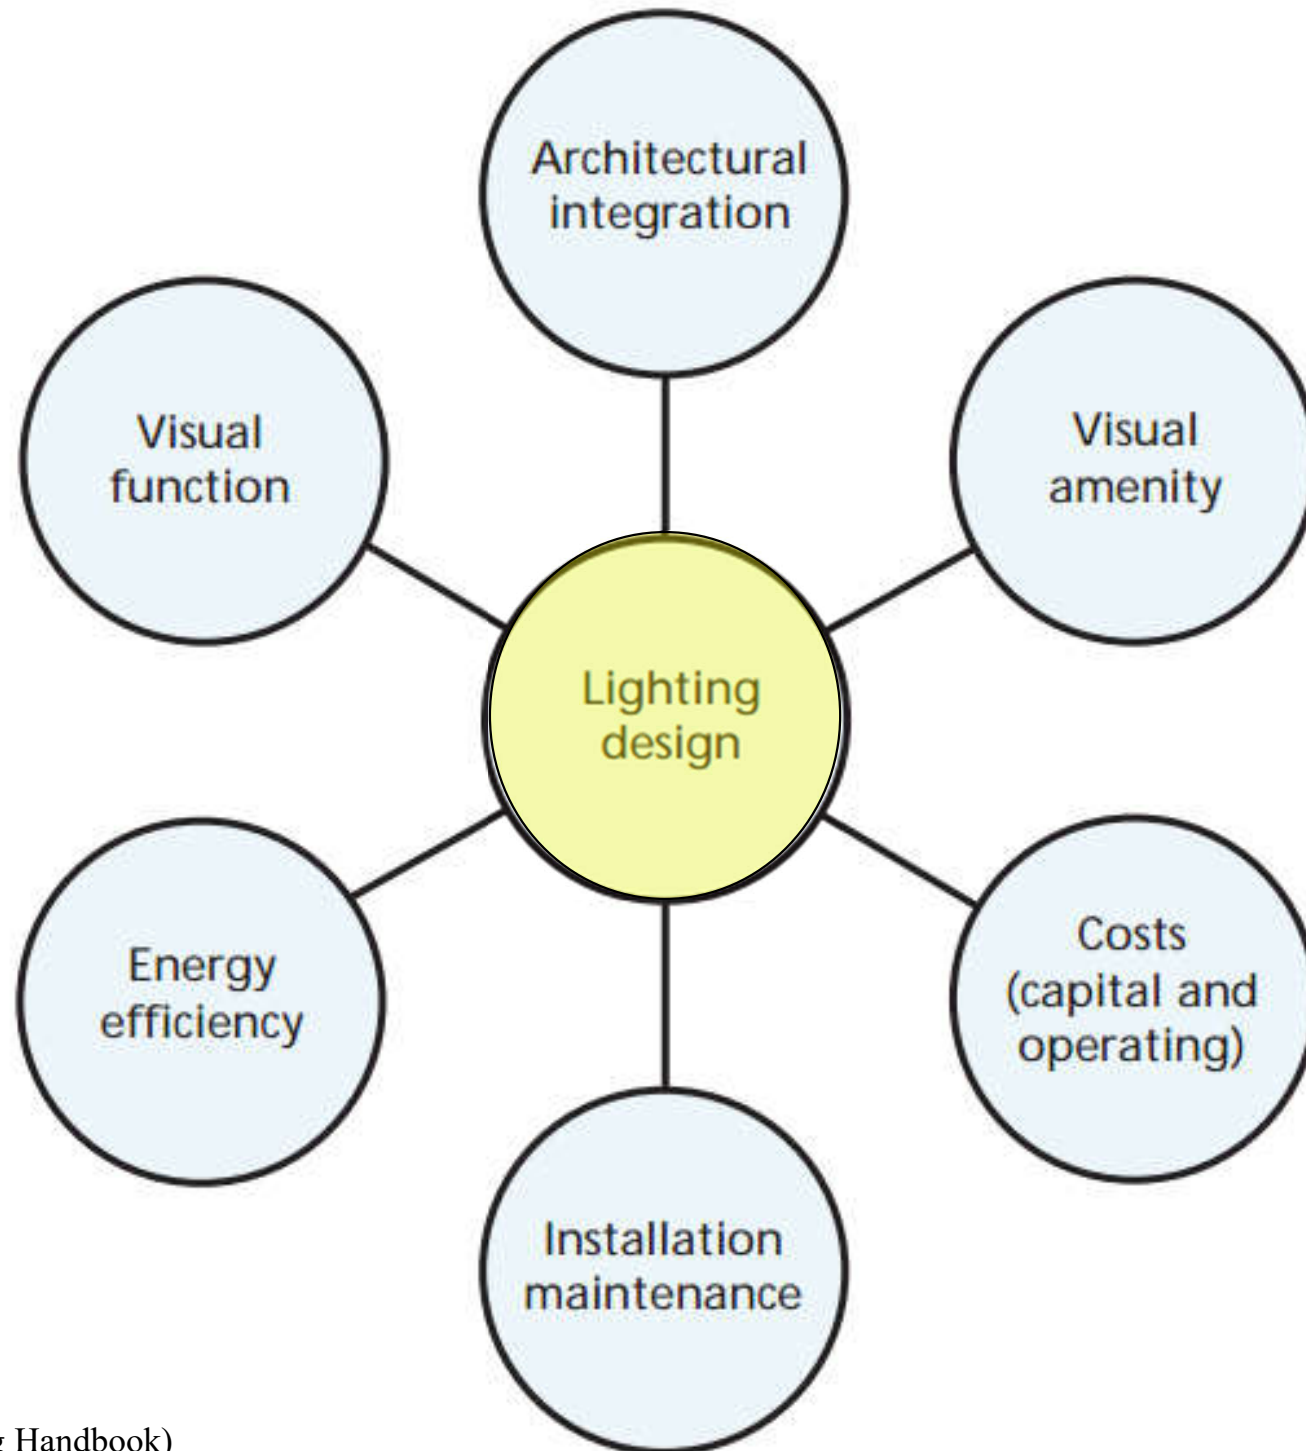 Architectural
integration
Visual
function
Visual
amenity
Lighting
design
Energy
efficiency
Costs
(capital and
operating)
Installation
maintenance
Handbook)